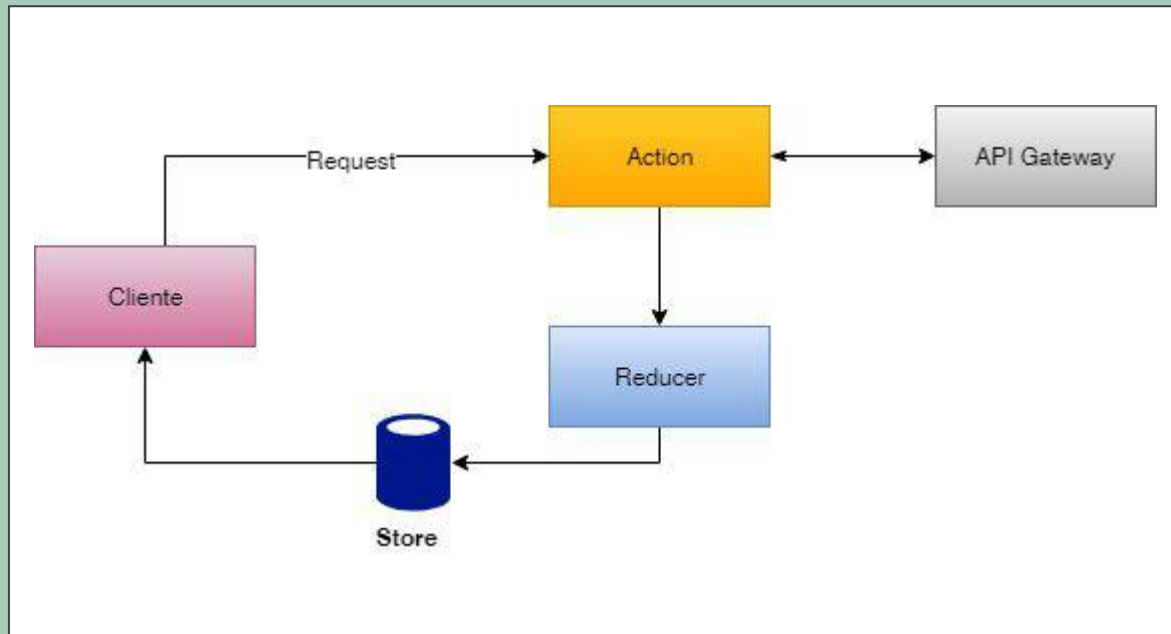 Request
Action
API Gateway
Cliente
Reducer
Store